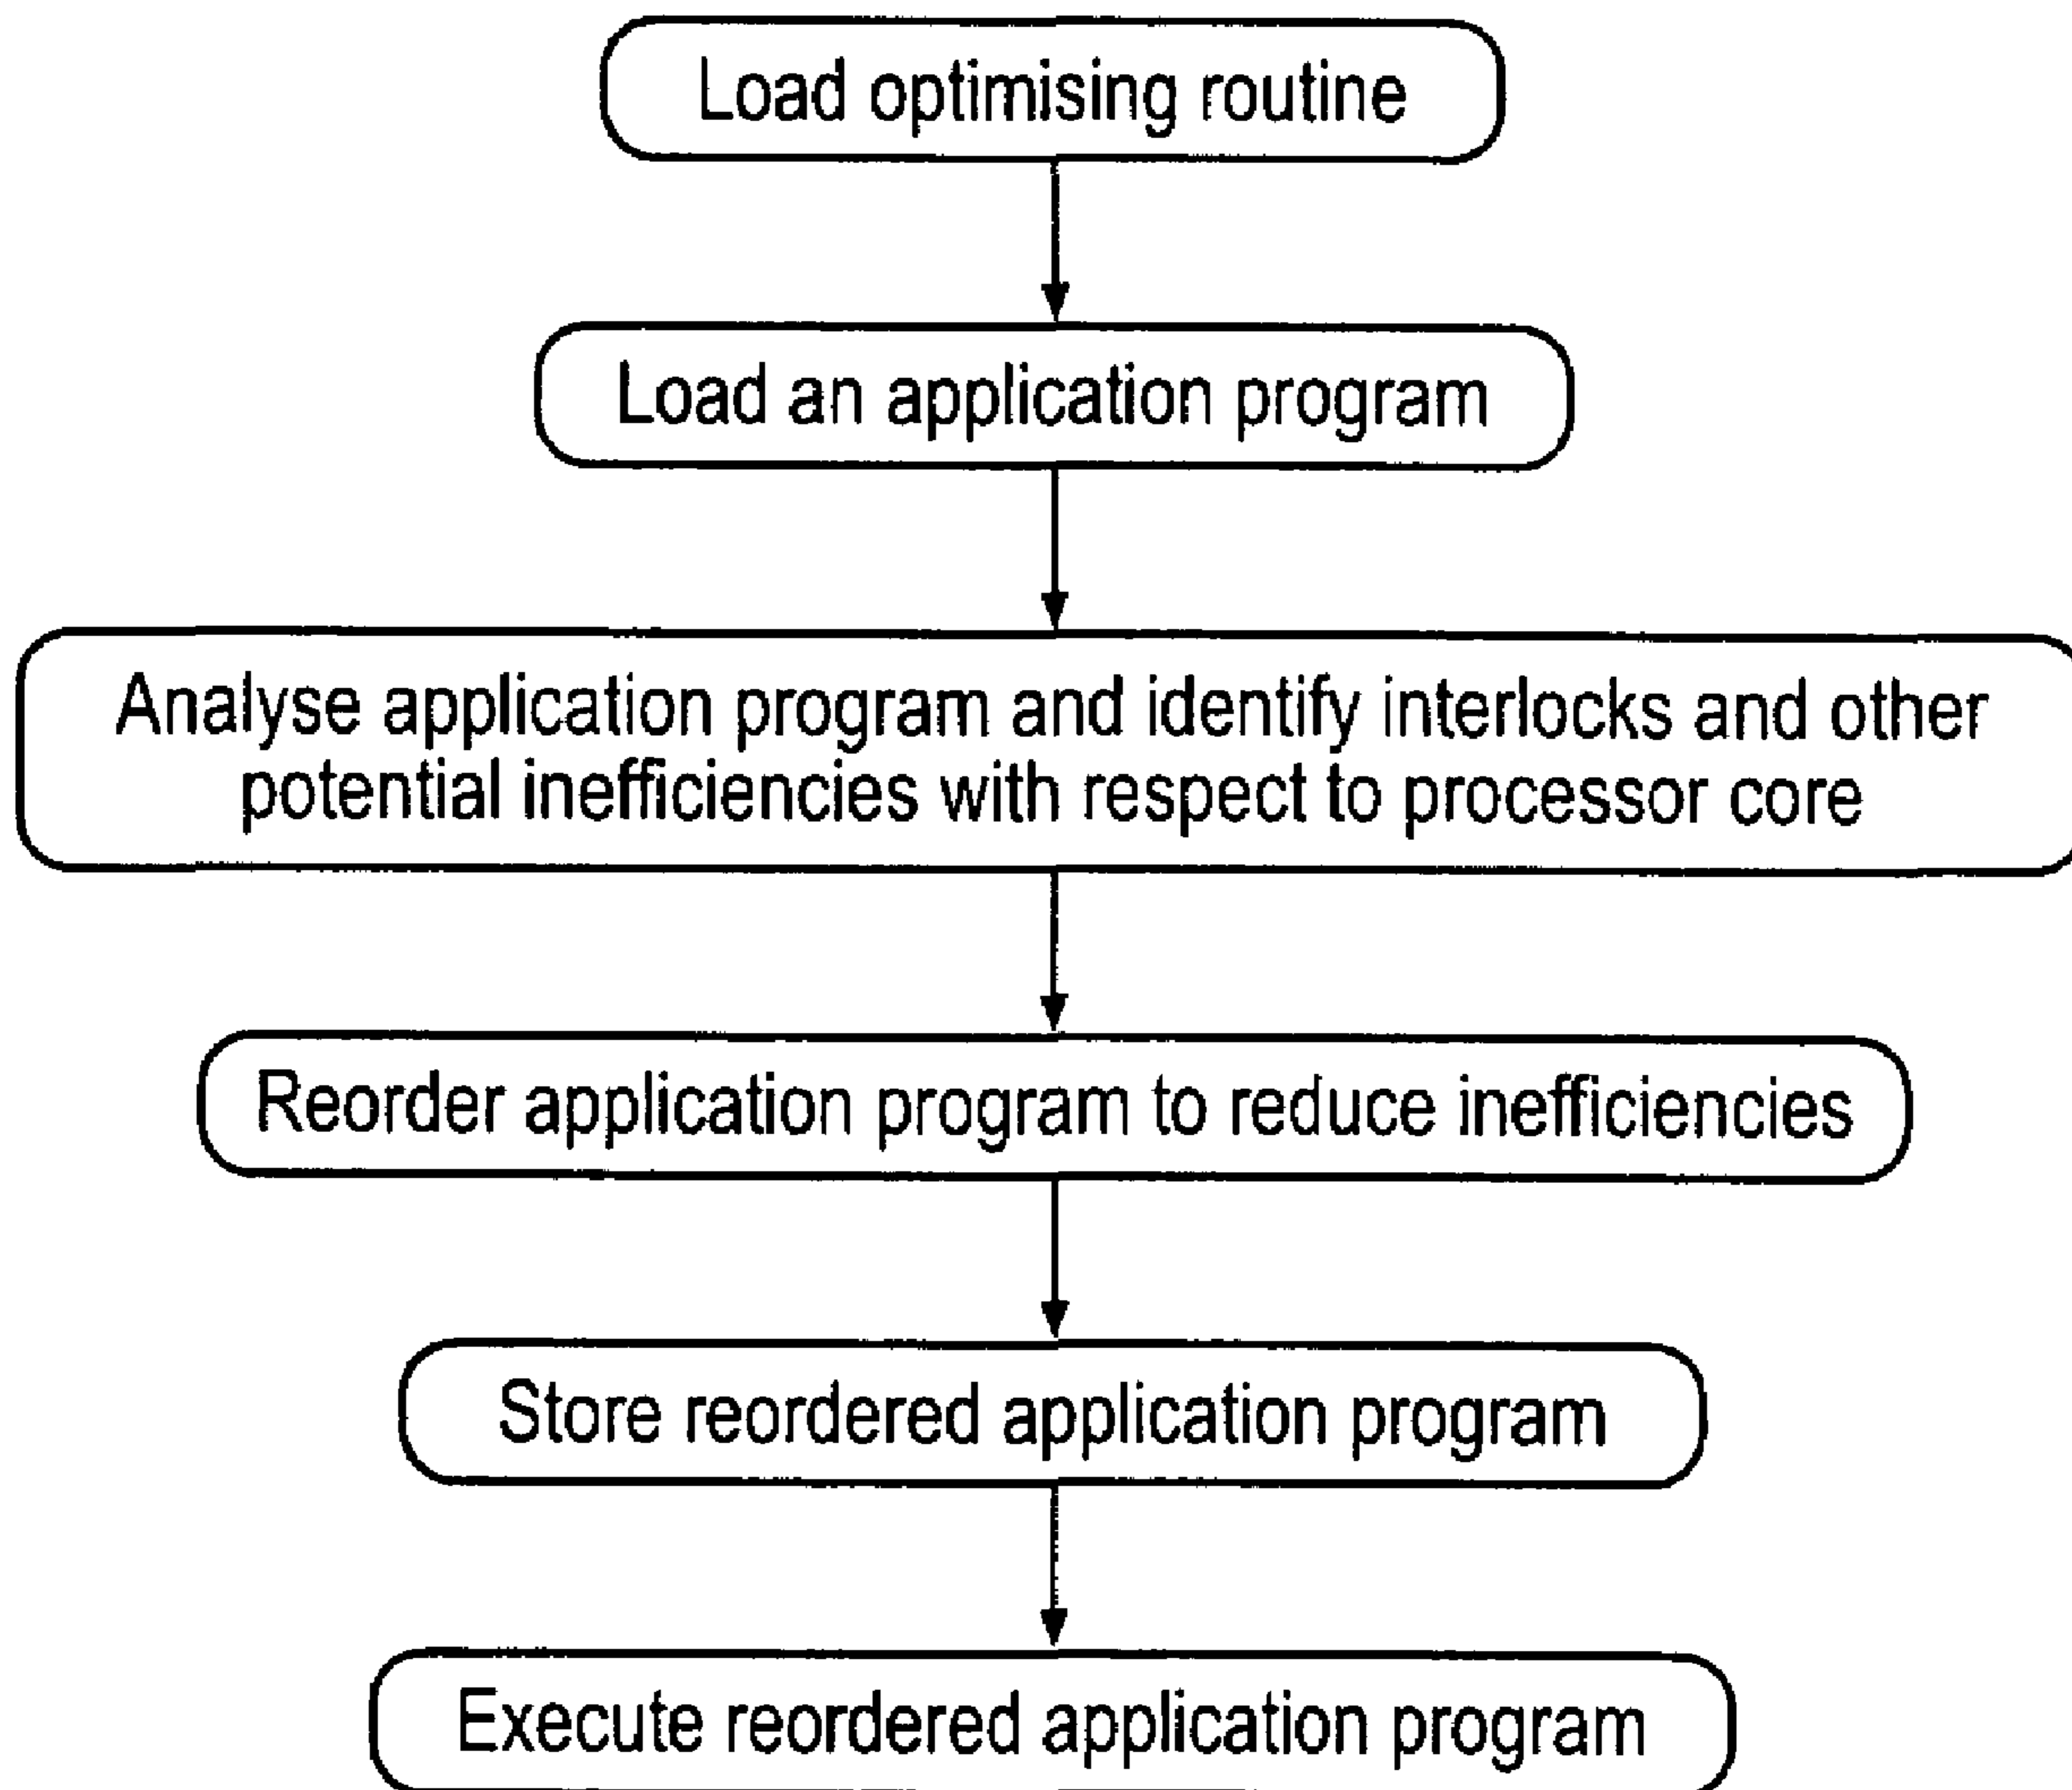 Load optimising routine
Load an application program
Analyse application program and identify interlocks and other
potential inefficiencies with respect to processor core
Reorder application program to reduce inefficiencies
Store reordered application program
Execute reordered application program